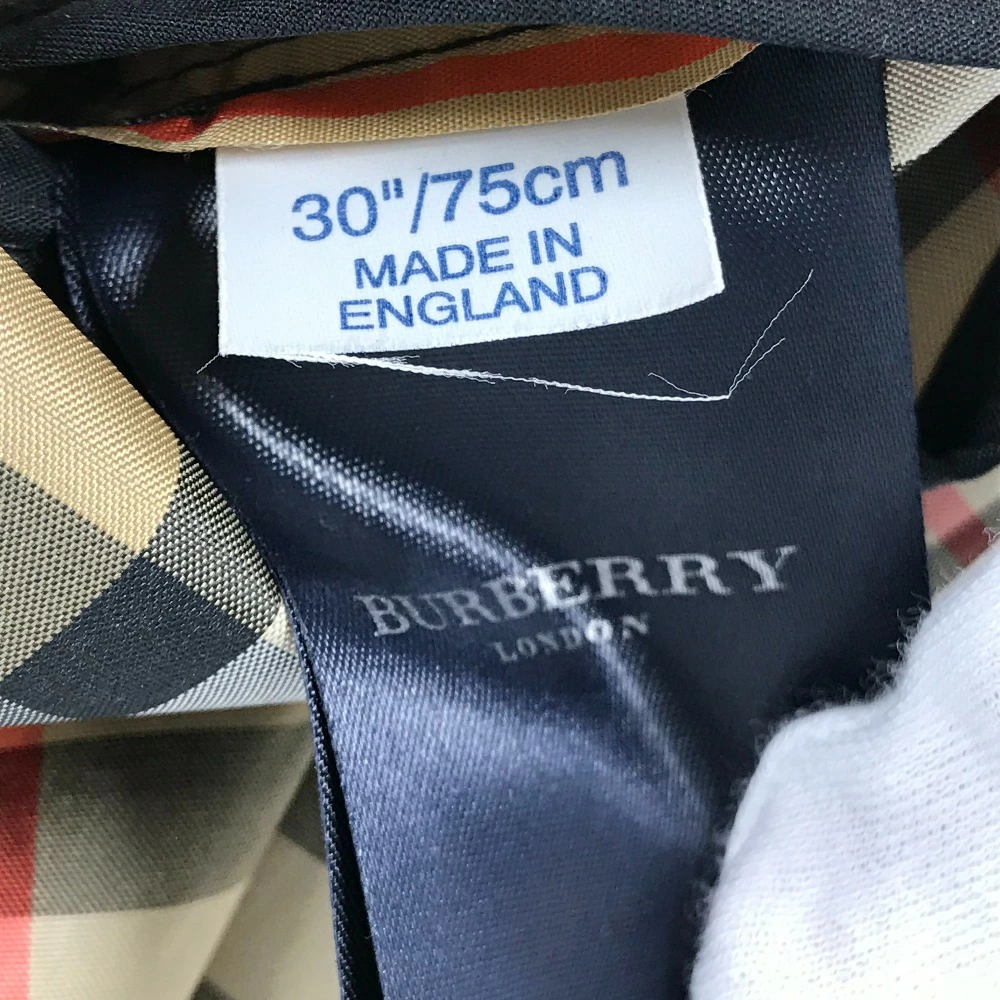 30"/75cm
MADE IN
ENGLAND
BURBERRY
LONDON